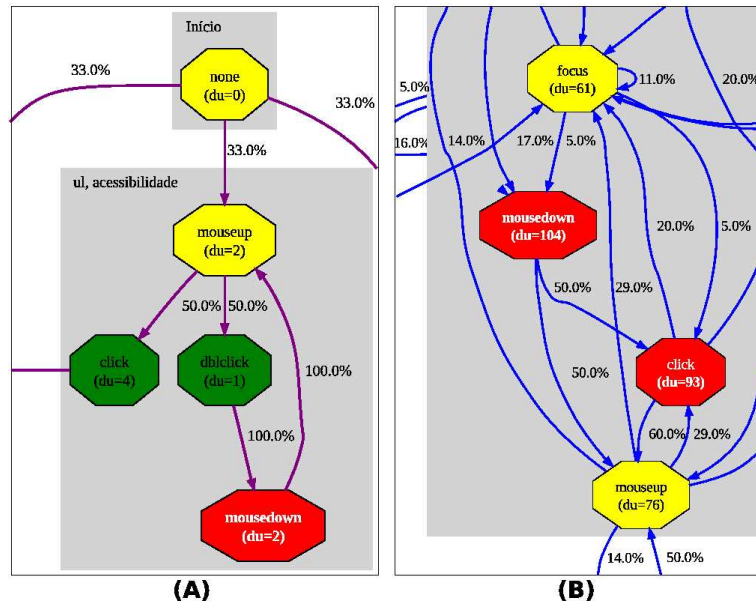 Início
none
(du=0)
33.0%
33.0%
33.0%
ul, acessibilidade
mouseup
(du=2)
50.0%
50.0%
click
(du=4)
dblclick
(du=1)
100.0%
100.0%
mousedown
(du=2)
(A)
focus
(du=61)
5.0%
11.0%
20.0%
16.0%
14.0%
17.0%
5.0%
mousedown
(du=104)
20.0%
5.0%
50.0%
29.0%
click
(du=93)
50.0%
60.0%
29.0%
mouseup
(du=76)
14.0%
50.0%
(B)